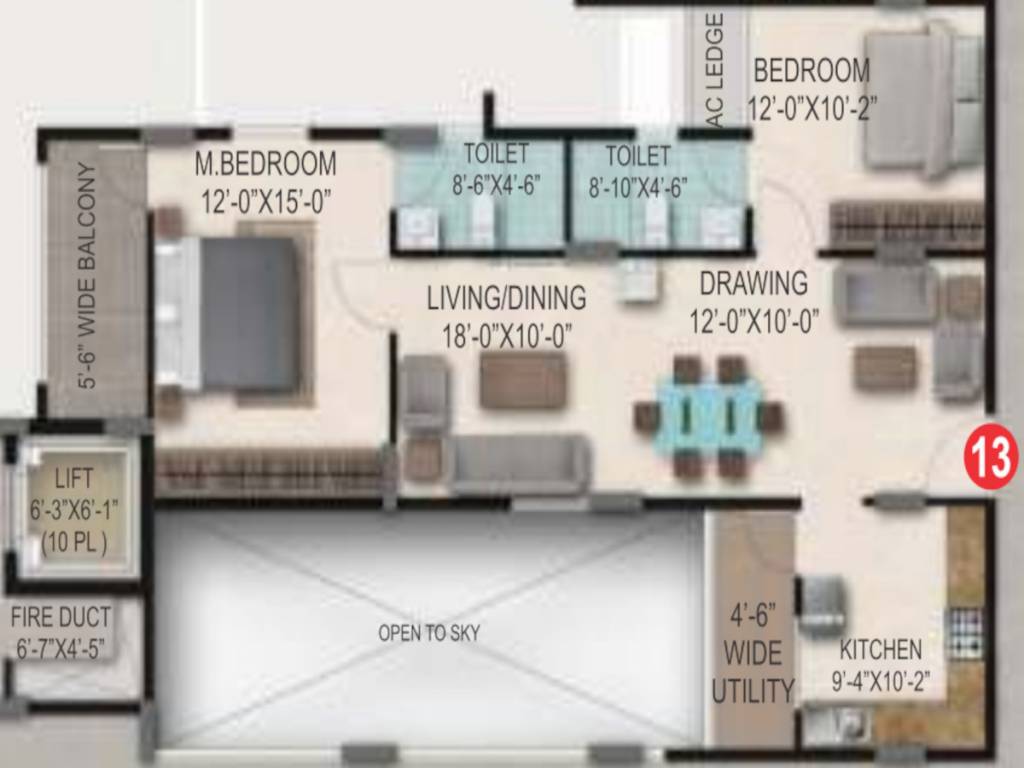 AC LEDGE
BEDROOM
12'-0"X10'-2"
5'-6" WIDE BALCONY
M.BEDROOM
12'-0"X15'-0"
TOILET
8'-6"X4'-6"
TOILET
8'-10"X4'-6"
LIVING/DINING
18'-0"X10'-0"
DRAWING
12'-0"X10'-0"
13
LIFT
6'-3"X6'-1"
(10 PL )
FIRE DUCT
6'-7"X4'-5"
OPEN TO SKY
4'-6"
WIDE
UTILITY
KITCHEN
9'-4"X10'-2"